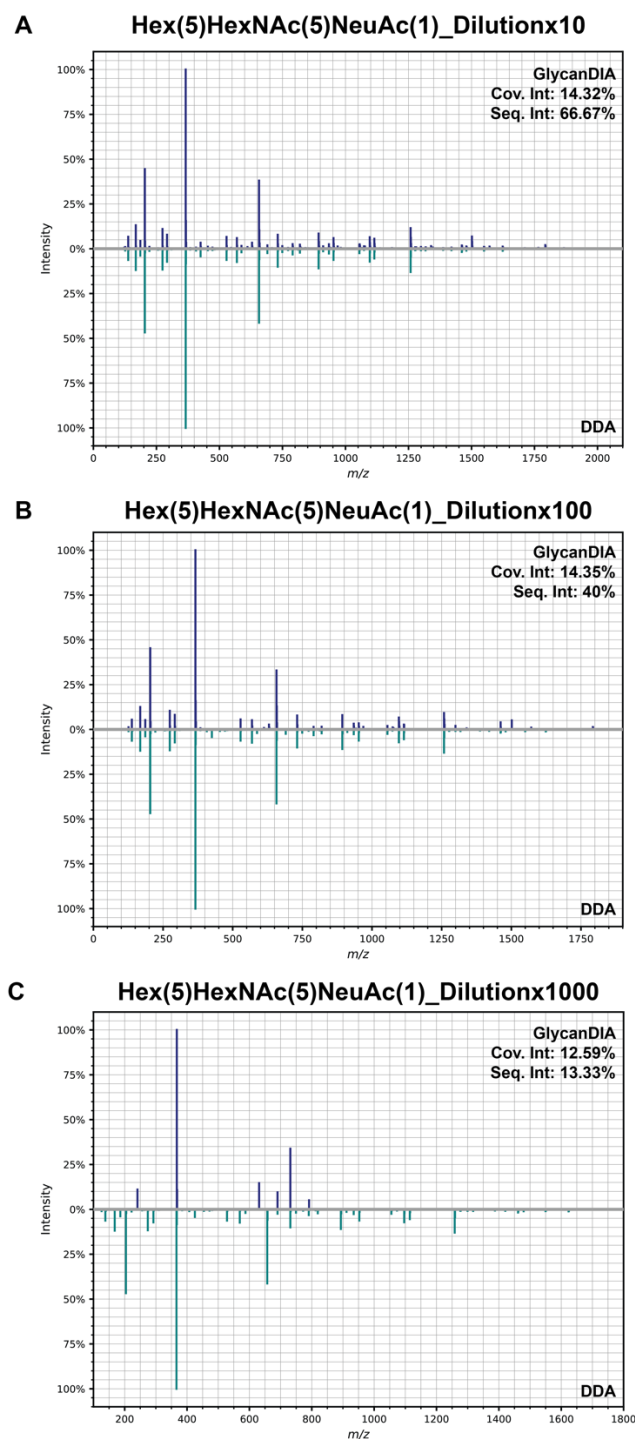 A
Hex(5)HexNAc(5)NeuAc(1)_Dilutionx10
GlycanDIA
Cov. Int: 14.32%
Seq. Int: 66.67%
100%
75%
50%
25%
0%
25%
50%
75%
100%
Intensity
DDA
0 250 500 750 1000 1250 1500 1750 2000
m/z
B
Hex(5)HexNAc(5)NeuAc(1)_Dilutionx100
GlycanDIA
Cov. Int: 14.35%
Seq. Int: 40%
100%
75%
50%
25%
0%
25%
50%
75%
100%
Intensity
DDA
0 250 500 750 1000 1250 1500 1750
m/z
C
Hex(5)HexNAc(5)NeuAc(1)_Dilutionx1000
GlycanDIA
Cov. Int: 12.59%
Seq. Int: 13.33%
100%
75%
50%
25%
0%
25%
50%
75%
100%
Intensity
DDA
200 400 600 800 1000 1200 1400 1600 1800
m/z